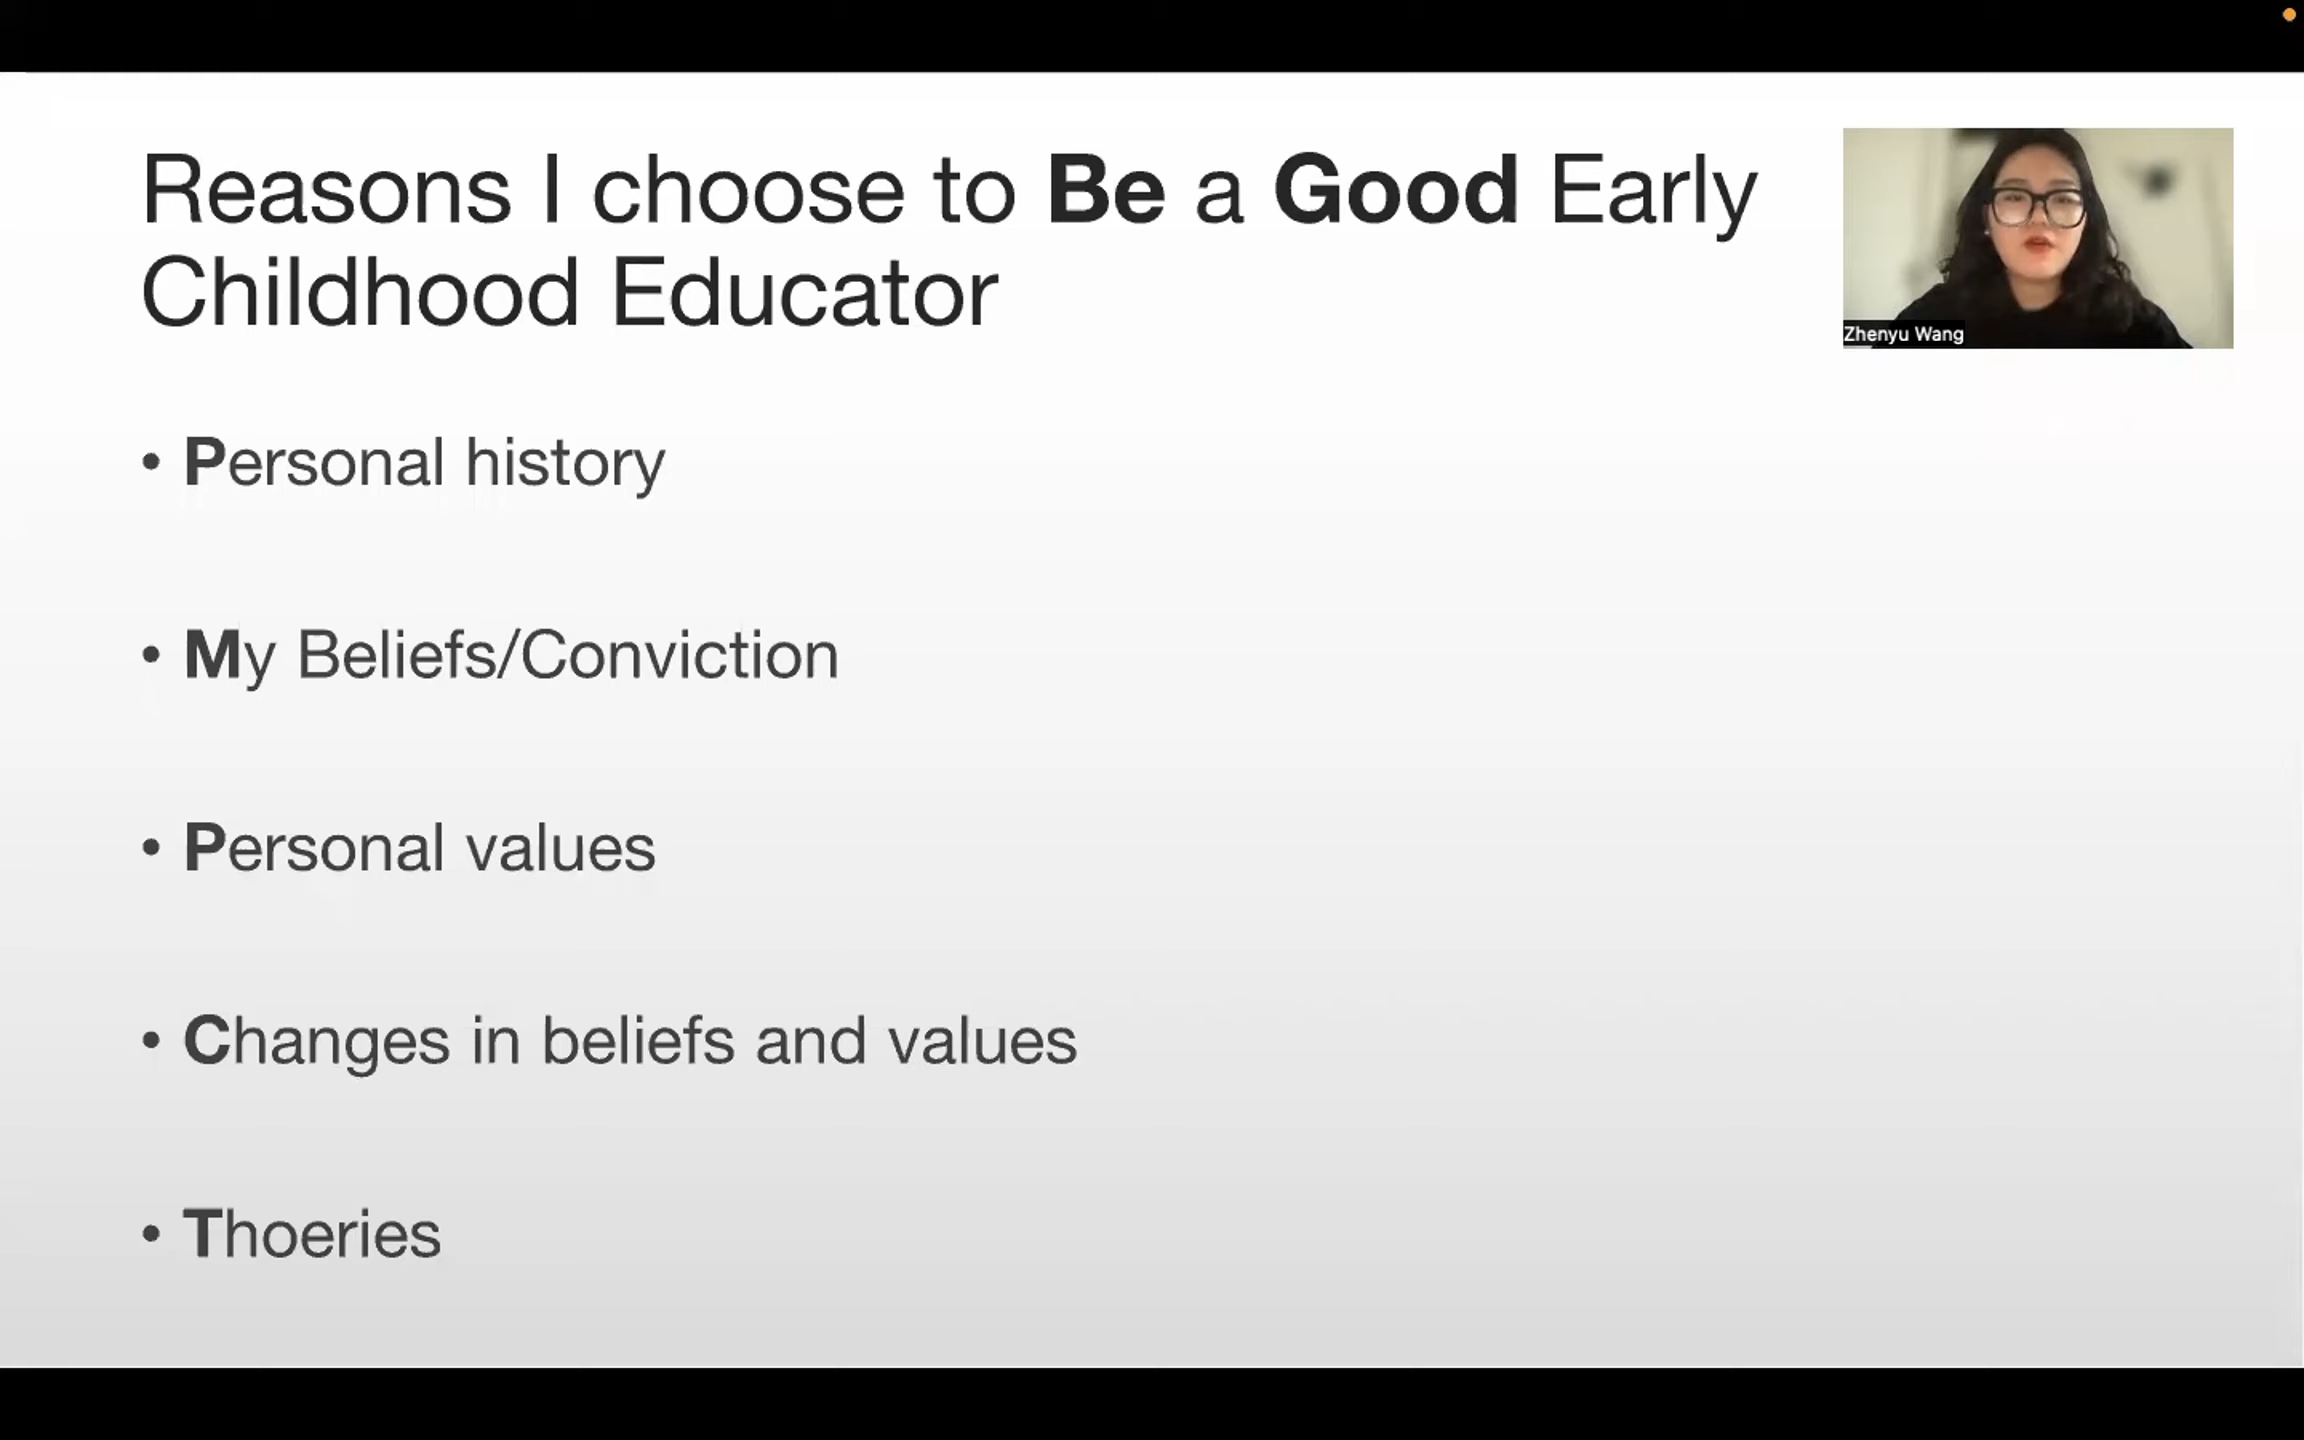 Reasons I choose to Be a Good Early
Childhood Educator
Zhenyu Wang
• Personal history
• My Beliefs/Conviction
• Personal values
• Changes in beliefs and values
• Thoeries